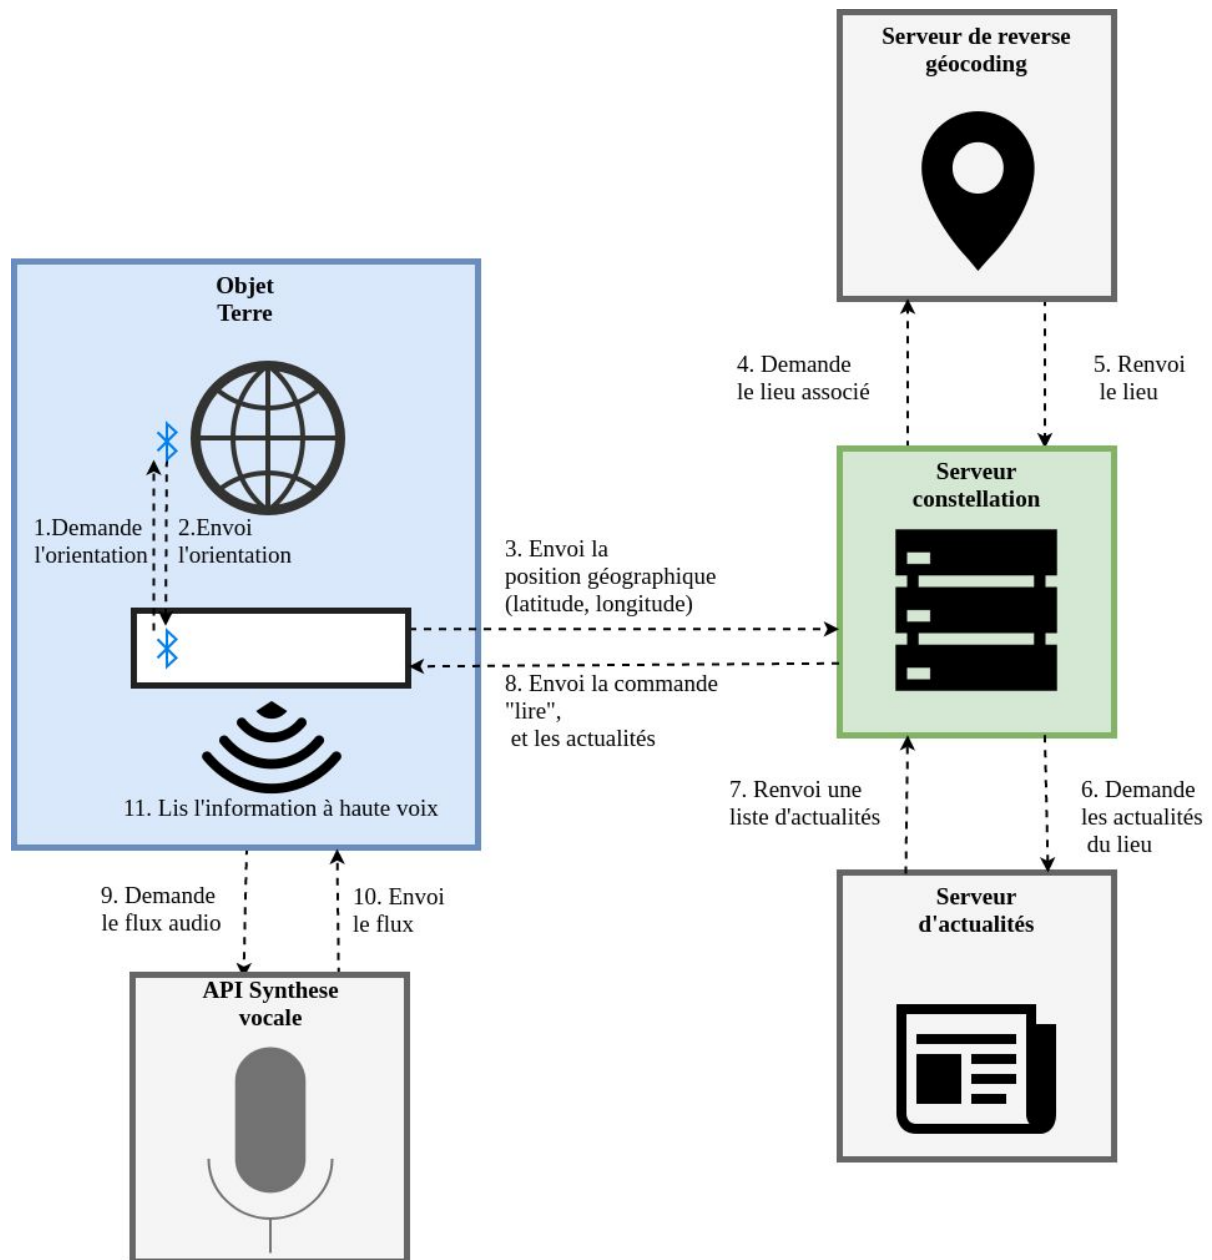 Serveur de reverse
géocoding
Objet
Terre
4. Demande
le lieu associé
5. Renvoi
le lieu
Serveur
constellation
1.Demande
l'orientation
2.Envoi
l'orientation
3. Envoi la
position géographique
(latitude, longitude)
8. Envoi la commande
"lire",
et les actualités
11. Lis l'information à haute voix
7. Renvoi une
liste d'actualités
6. Demande
les actualités
du lieu
9. Demande
le flux audio
10. Envoi
le flux
Serveur
d'actualités
API Synthese
vocale